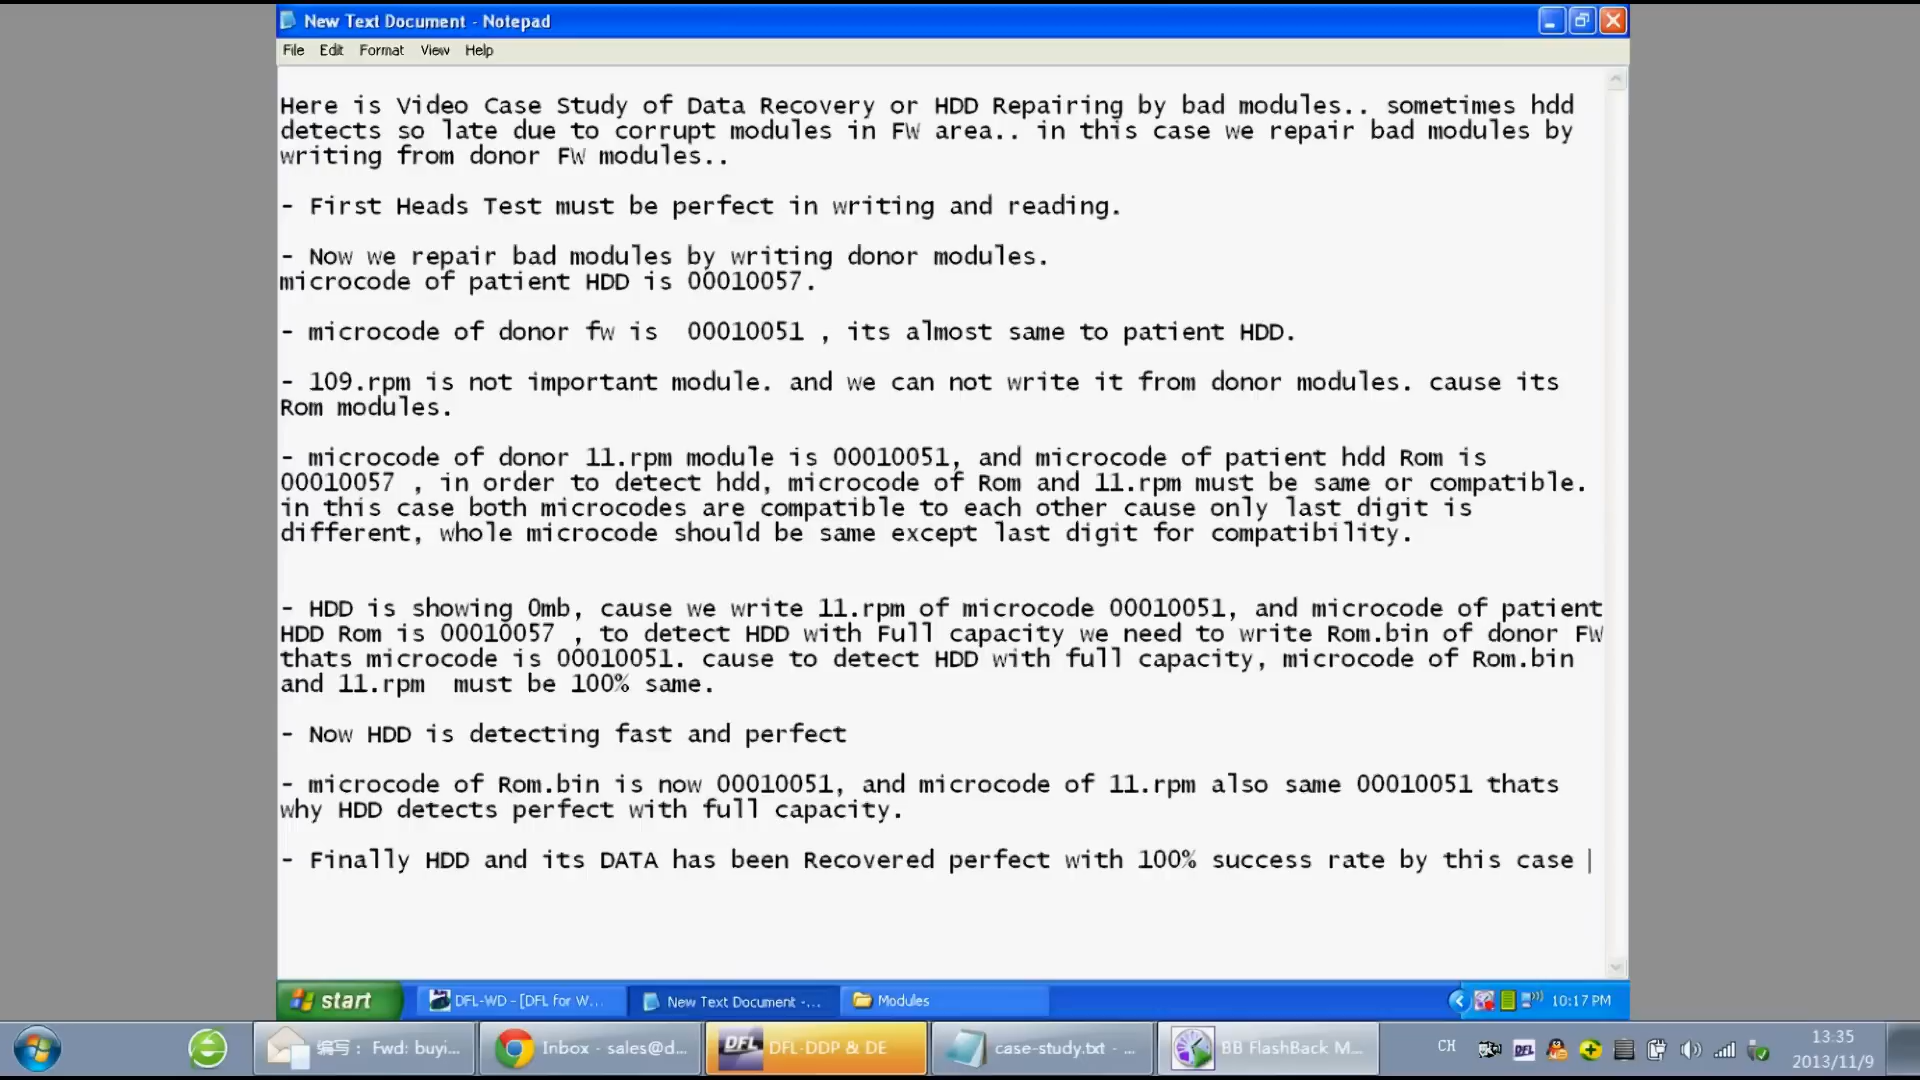 New Text Document - Notepad
File Edit Format View Help
Here is Video Case Study of Data Recovery or HDD Repairing by bad modules.. sometimes hdd
detects so late due to corrupt modules in FW area.. in this case we repair bad modules by
writing from donor FW modules..
- First Heads Test must be perfect in writing and reading.
- Now we repair bad modules by writing donor modules.
microcode of patient HDD is 00010057.
- microcode of donor fw is  00010051 , its almost same to patient HDD.
- 109.rpm is not important module. and we can not write it from donor modules. cause its
Rom modules.
- microcode of donor 11.rpm module is 00010051, and microcode of patient hdd Rom is
00010057 , in order to detect hdd, microcode of Rom and 11.rpm must be same or compatible.
in this case both microcodes are compatible to each other cause only last digit is
different, whole microcode should be same except last digit for compatibility.
- HDD is showing 0mb, cause we write 11.rpm of microcode 00010051, and microcode of patient
HDD Rom is 00010057 , to detect HDD with Full capacity we need to write Rom.bin of donor FW
thats microcode is 00010051. cause to detect HDD with full capacity, microcode of Rom.bin
and 11.rpm  must be 100% same.
- Now HDD is detecting fast and perfect
- microcode of Rom.bin is now 00010051, and microcode of 11.rpm also same 00010051 thats
why HDD detects perfect with full capacity.
- Finally HDD and its DATA has been Recovered perfect with 100% success rate by this case
start DFL-WD - [DFL for W... New Text Document -... Modules 10:17 PM
编写： Fwd: buyi... Inbox - sales@d... DFL DFL-DDP & DE case-study.txt - ... BB FlashBack M... CH DFL 13:35
2013/11/9